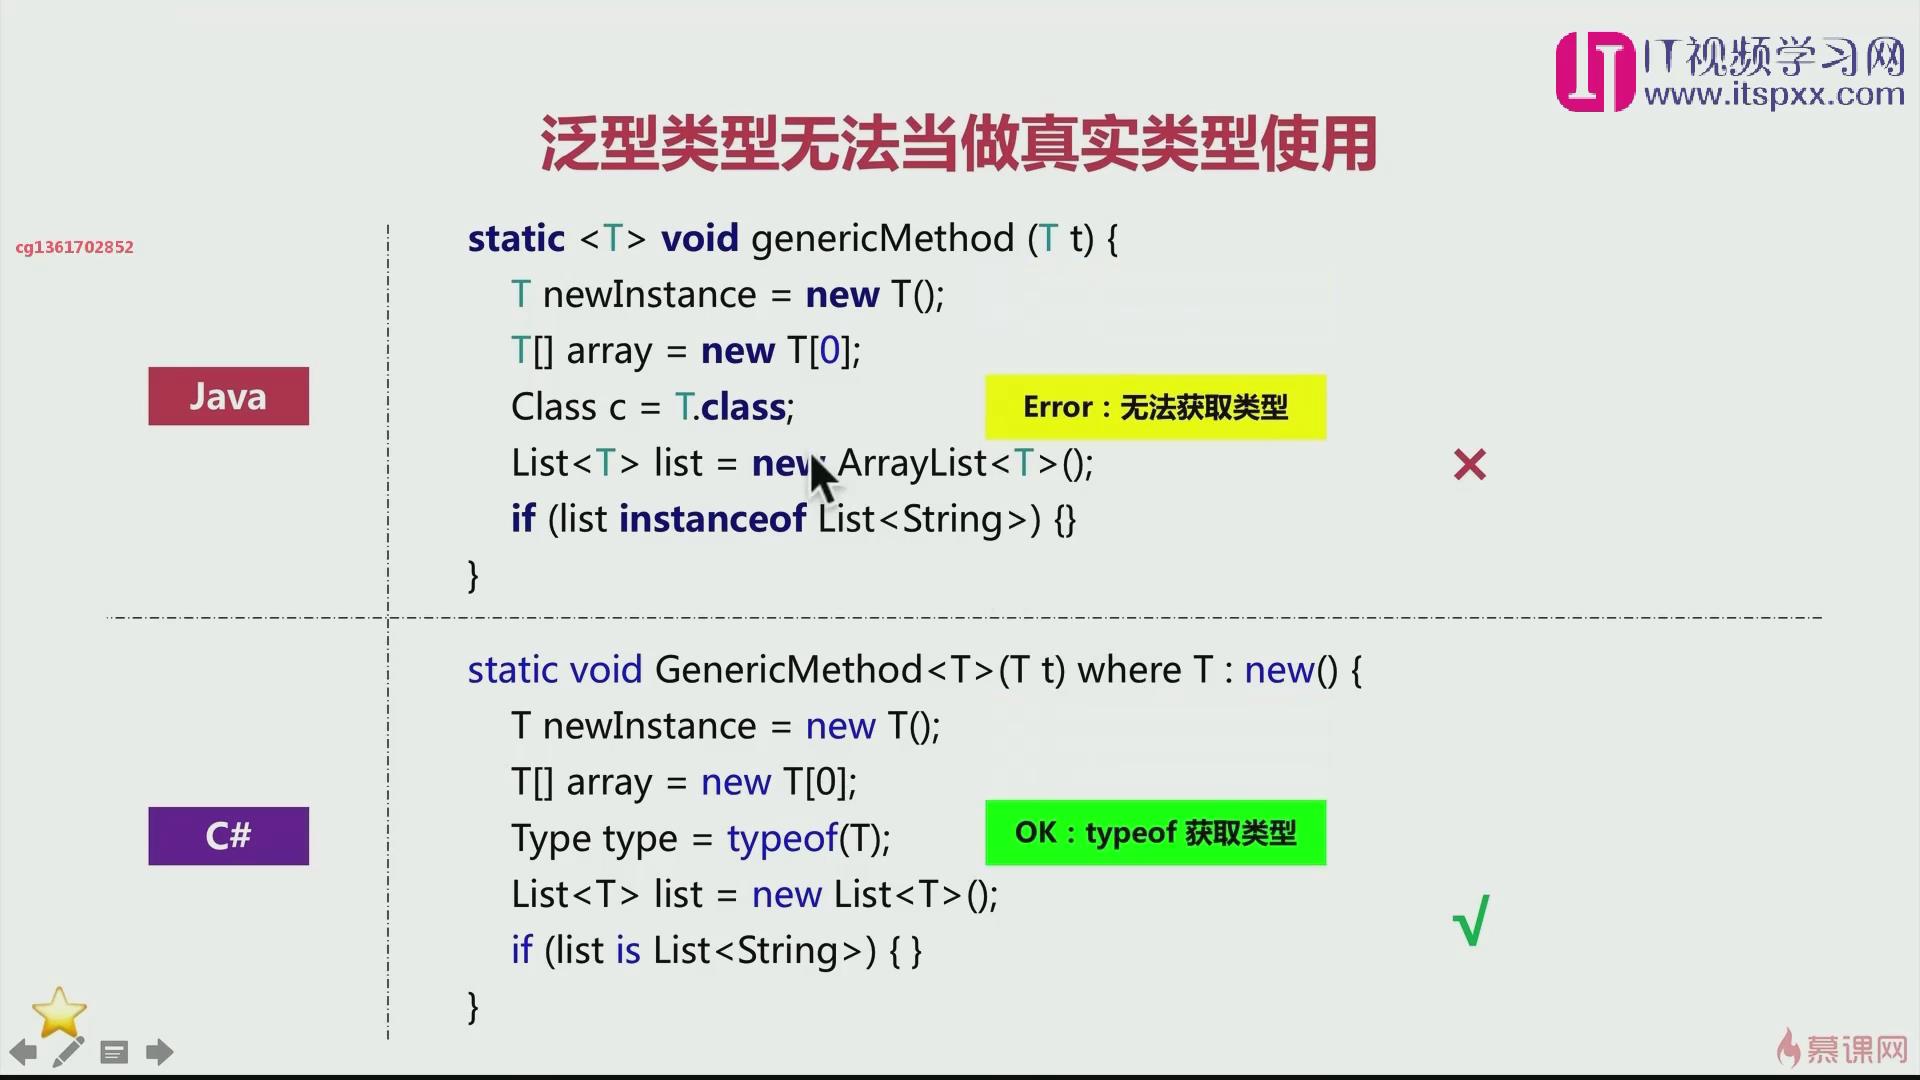 IT视频学习网
www.itspxx.com
泛型类型无法当做真实类型使用
cg1361702852
Java
static <T> void genericMethod (T t) {
T newInstance = new T();
T[] array = new T[0];
Class c = T.class;
Error：无法获取类型
List<T> list = new ArrayList<T>();
if (list instanceof List<String>) {}
}
C#
static void GenericMethod<T>(T t) where T : new() {
T newInstance = new T();
T[] array = new T[0];
Type type = typeof(T);
OK：typeof 获取类型
List<T> list = new List<T>();
if (list is List<String>) { }
}
慕课网